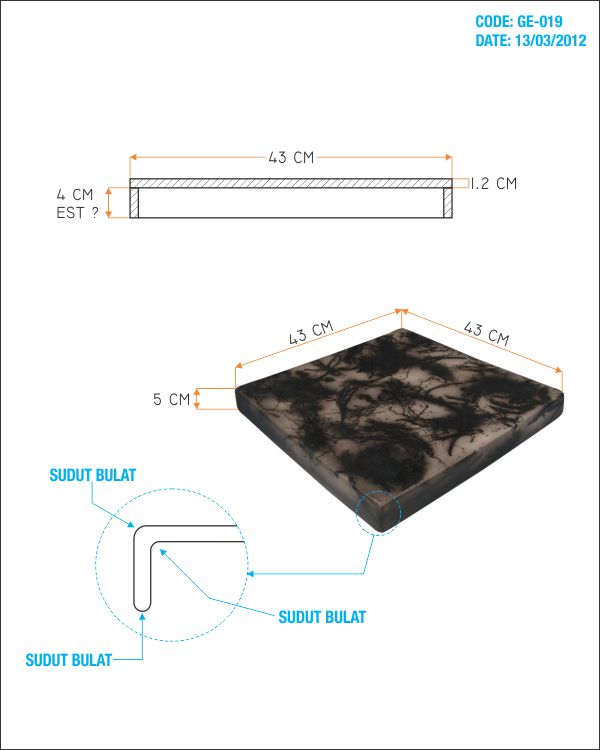 CODE: GE-019
DATE: 13/03/2012
43 CM
4 CM
EST ?
1.2 CM
43 CM
43 CM
5 CM
SUDUT BULAT
SUDUT BULAT
SUDUT BULAT